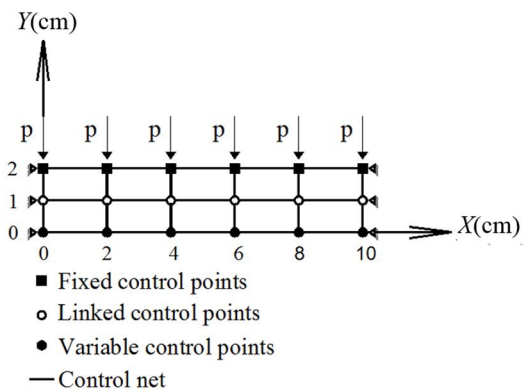 Y(cm)
p p p p p p
2
1
0
X(cm)
0 2 4 6 8 10
Fixed control points
Linked control points
Variable control points
Control net